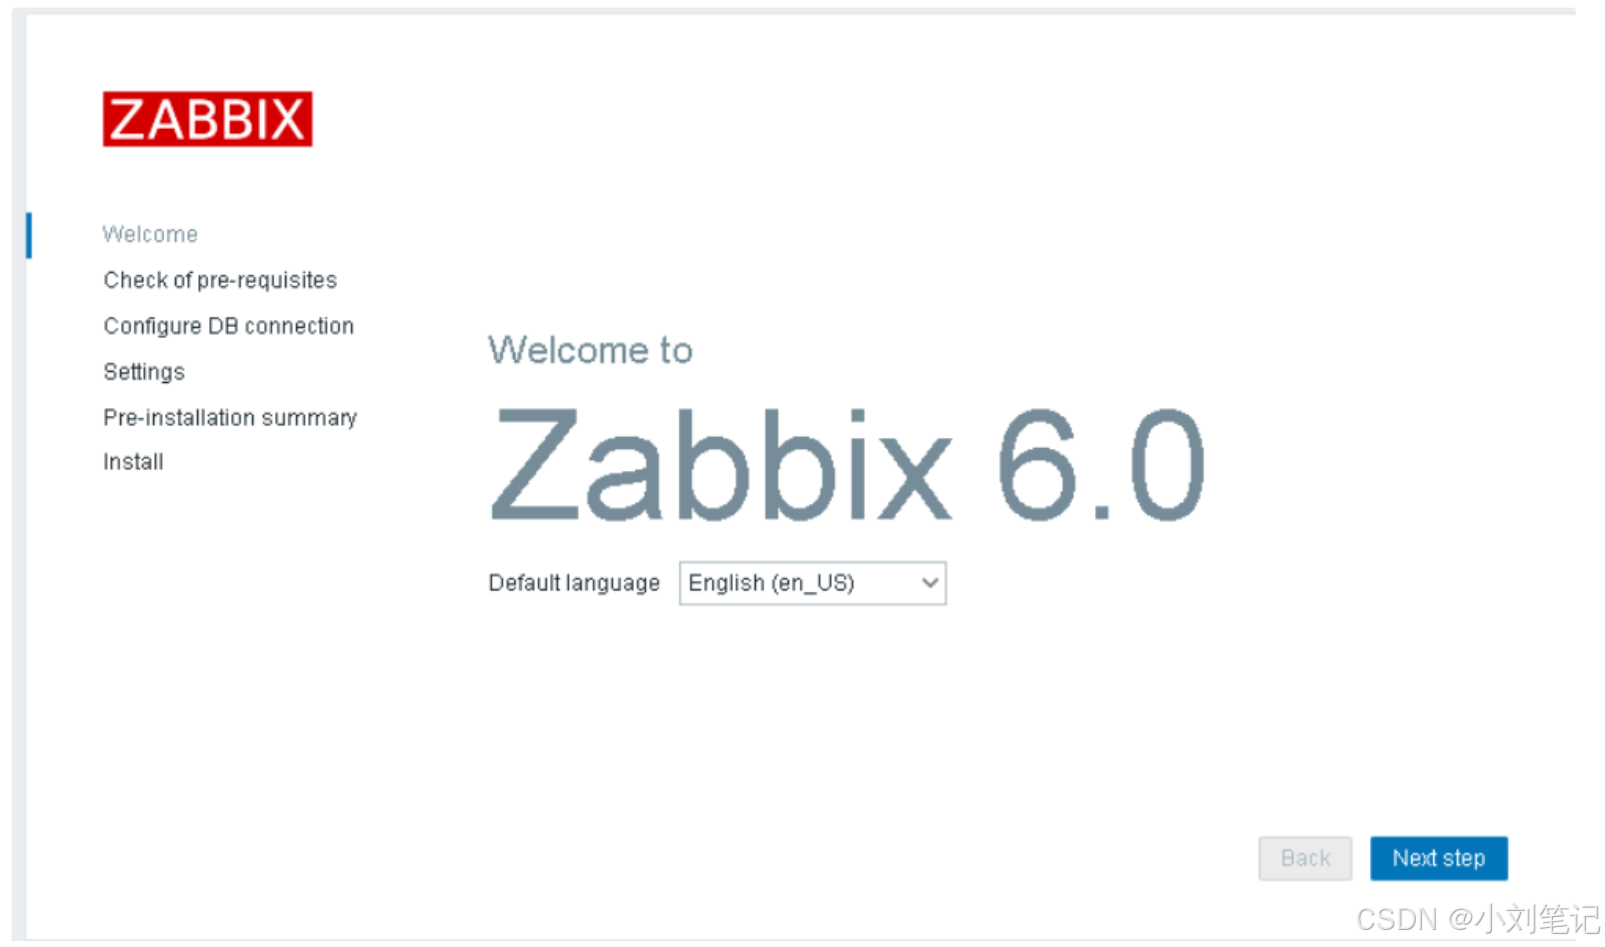 ZABBIX
Welcome
Check of pre-requisites
Configure DB connection
Settings
Pre-installation summary
Install
Welcome to
Zabbix 6.0
Default language English (en_US)
Back Next step
CSDN @小刘笔记